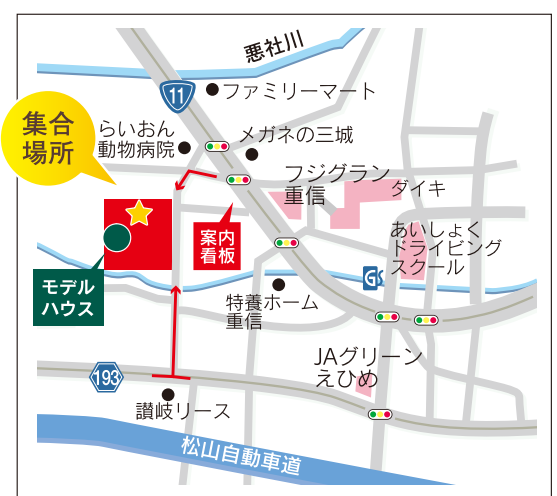 悪社川
11
ファミリーマート
集合
場所
らいおん
動物病院
メガネの三城
フジグラン
重信
ダイキ
案内
看板
あいしょく
ドライビング
スクール
モデル
ハウス
GS
特養ホーム
重信
JAグリーン
えひめ
193
讃岐リース
松山自動車道